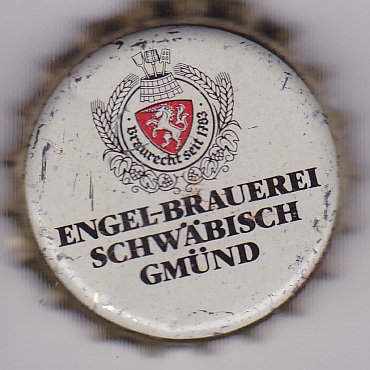 Braurecht seit 1783
ENGEL-BRAUEREI
SCHWÄBISCH
GMÜND